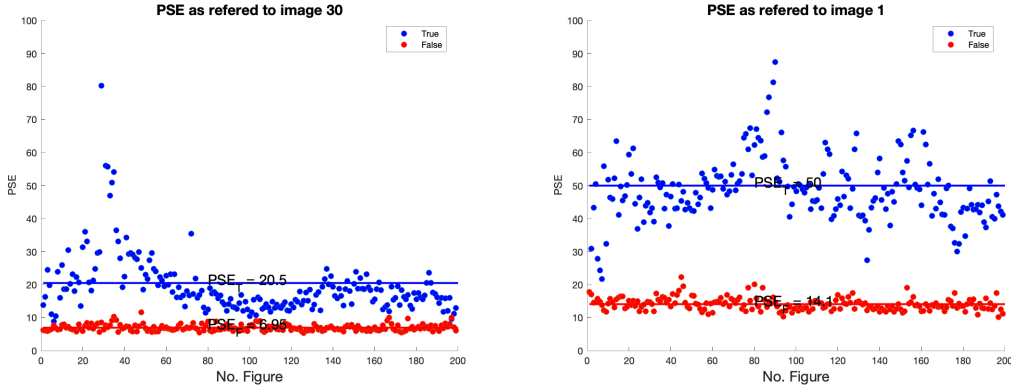 PSE as refered to image 30
True
False
100
90
80
70
60
50
40
30
20
10
0
PSE
PSE_T = 20.5
PSE_F = 6.95
0 20 40 60 80 100 120 140 160 180 200
No. Figure
PSE as refered to image 1
True
False
100
90
80
70
60
50
40
30
20
10
0
PSE
PSE_T = 50
PSE_F = 14.1
0 20 40 60 80 100 120 140 160 180 200
No. Figure